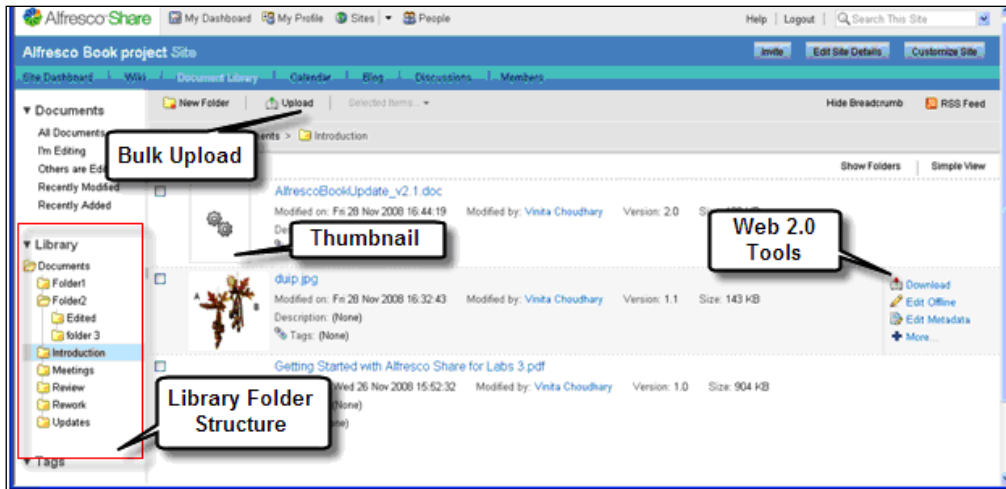 Alfresco Share My Dashboard My Profile Sites People Help Logout Search This Site
Alfresco Book project Site Invite Edit Site Details Customize Site
Site Dashboard Wiki Document Library Calendar Blog Discussions Members
Documents
All Documents
I'm Editing
Others are Edi
Recently Modified
Recently Added
Library
Documents
Folder1
Folder2
Edited
folder 3
Introduction
Meetings
Review
Rework
Updates
Tags
New Folder Upload Selected Items... Hide Breadcrumb RSS Feed
ents > Introduction
Bulk Upload
Show Folders Simple View
AlfrescoBookUpdate_v2.1.doc
Modified on: Fri 28 Nov 2008 16:44:19 Modified by: Vinita Choudhary Version: 2.0
Thumbnail
Web 2.0
Tools
duip.jpg
Modified on: Fri 28 Nov 2008 16:32:43 Modified by: Vinita Choudhary Version: 1.1 Size: 143 KB
Description: (None)
Tags: (None)
A B
Download
Edit Offline
Edit Metadata
More...
Getting Started with Alfresco Share for Labs 3.pdf
Wed 26 Nov 2008 15:52:32 Modified by: Vinita Choudhary Version: 1.0 Size: 904 KB
(None)
Library Folder
Structure